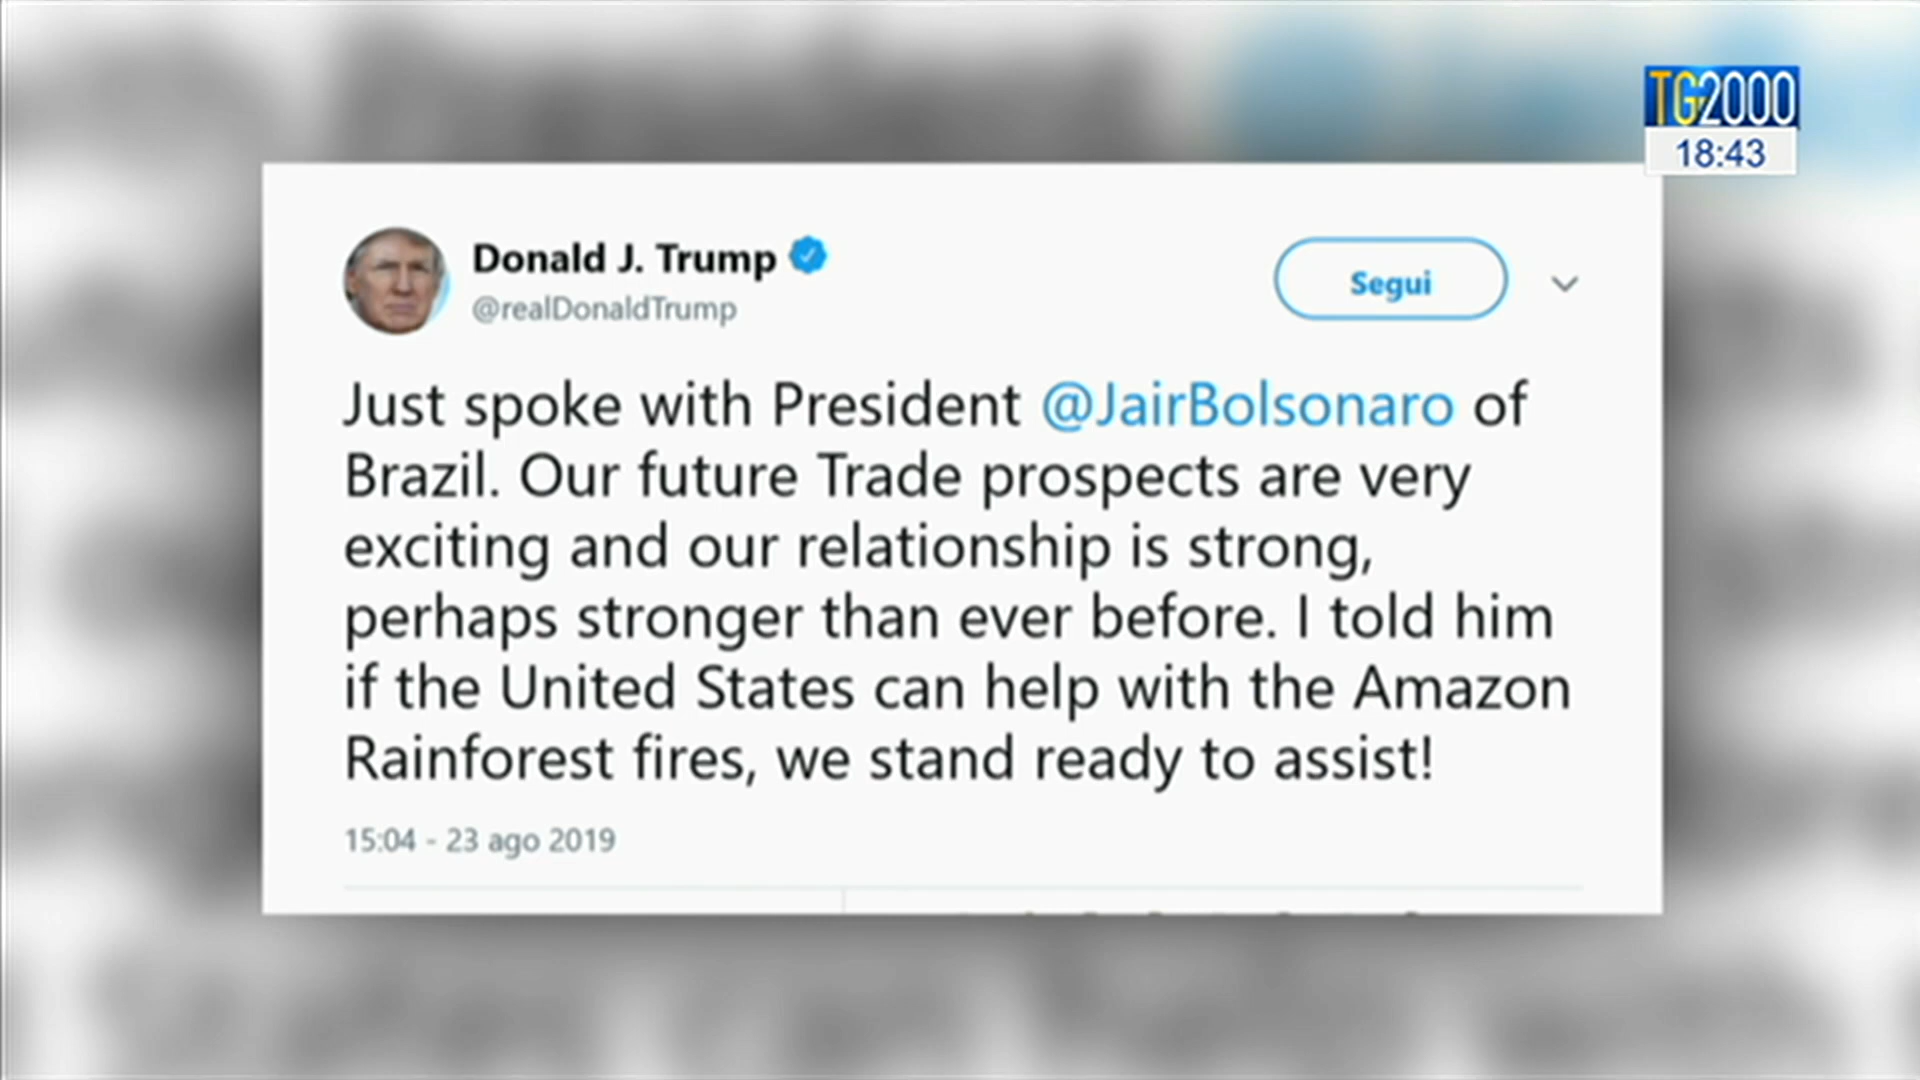 TG2000
18:43
Donald J. Trump
@realDonaldTrump
Segui
Just spoke with President @JairBolsonaro of
Brazil. Our future Trade prospects are very
exciting and our relationship is strong,
perhaps stronger than ever before. I told him
if the United States can help with the Amazon
Rainforest fires, we stand ready to assist!
15:04 - 23 ago 2019